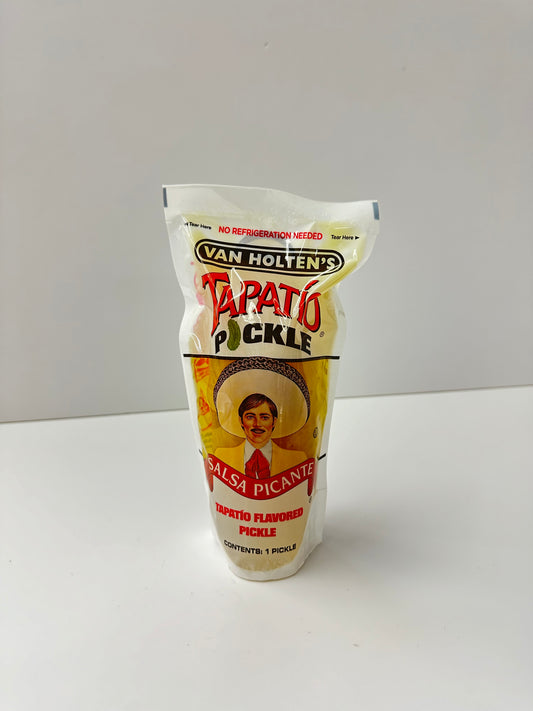 Tear Here
NO REFRIGERATION NEEDED
Tear Here ►
VAN HOLTEN'S
TAPATÍO®
PICKLE
SALSA PICANTE
®
TAPATÍO FLAVORED
PICKLE
CONTENTS: 1 PICKLE